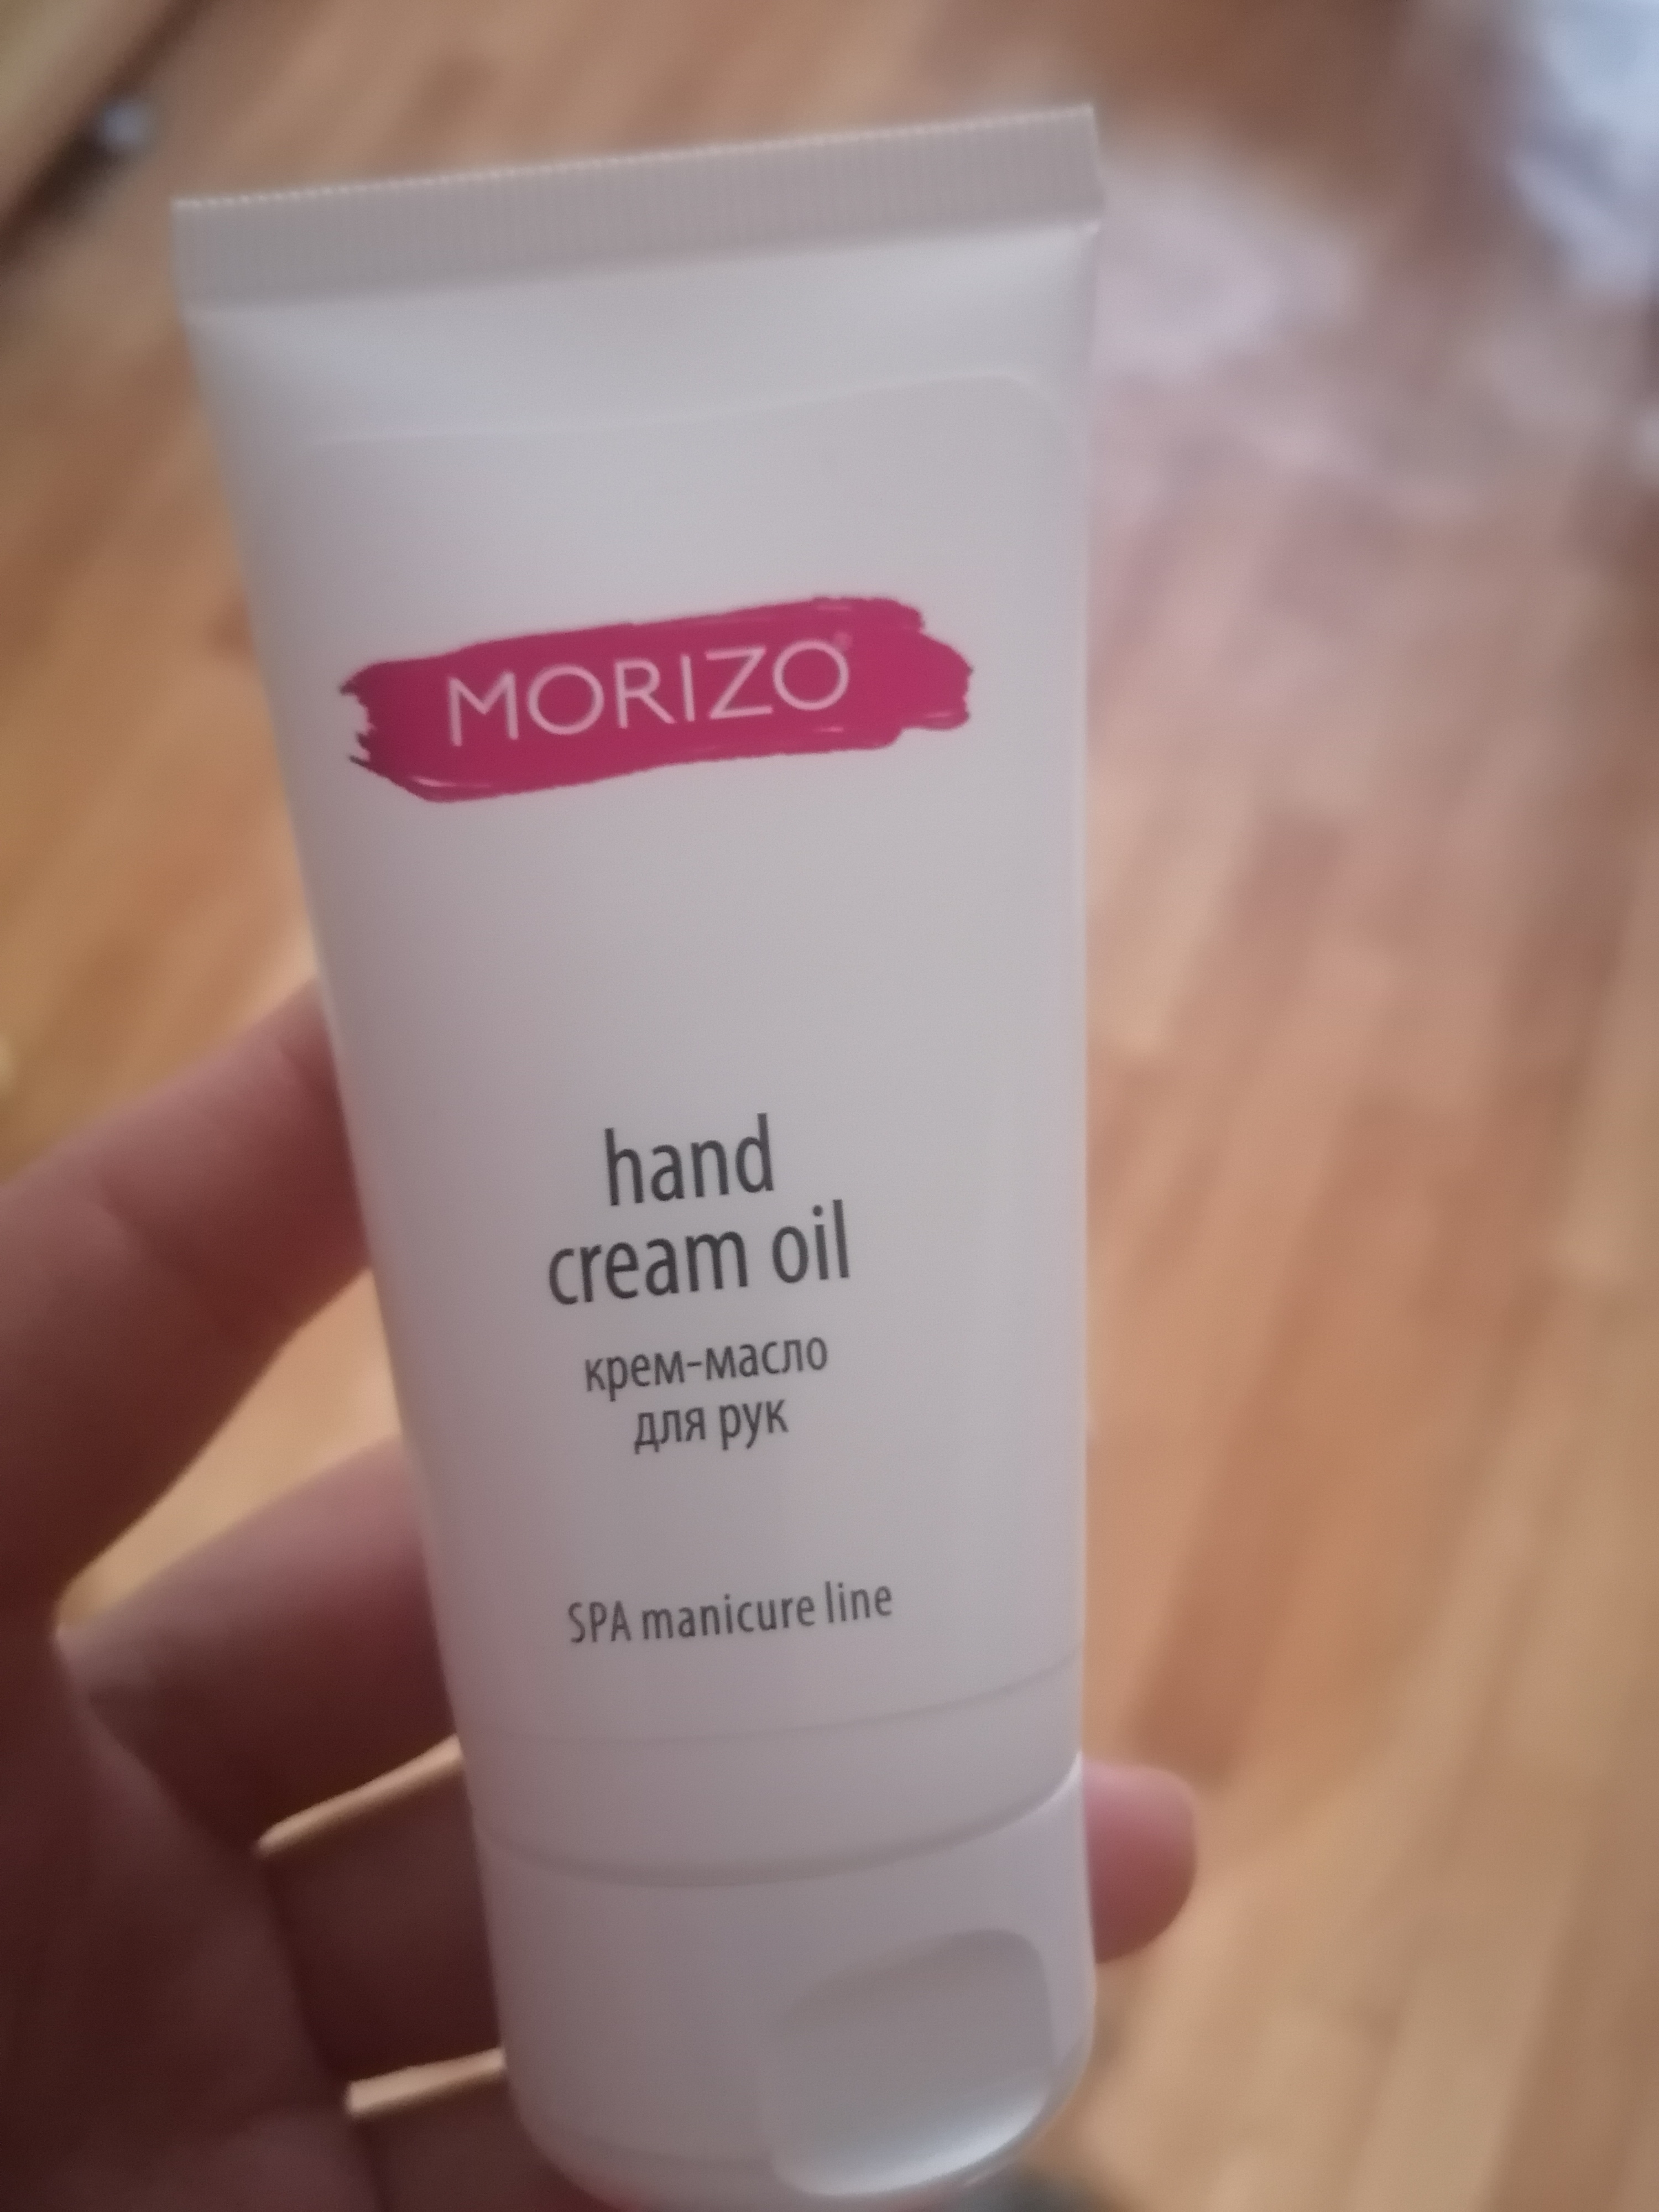 MORIZO®
hand
cream oil
крем-масло
для рук
SPA manicure line